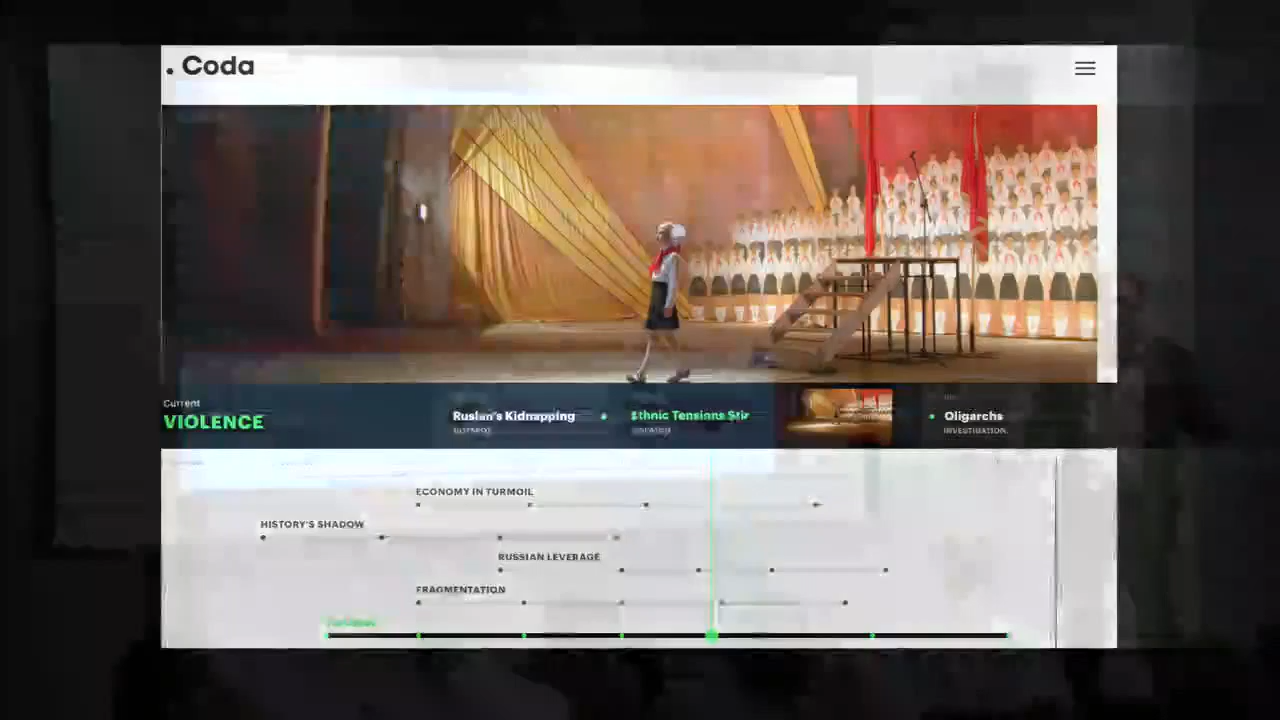 . Coda
Current
VIOLENCE
Ruslan's Kidnapping
Ethnic Tensions Stir
Oligarchs
INVESTIGATION
ECONOMY IN TURMOIL
HISTORY'S SHADOW
RUSSIAN LEVERAGE
FRAGMENTATION